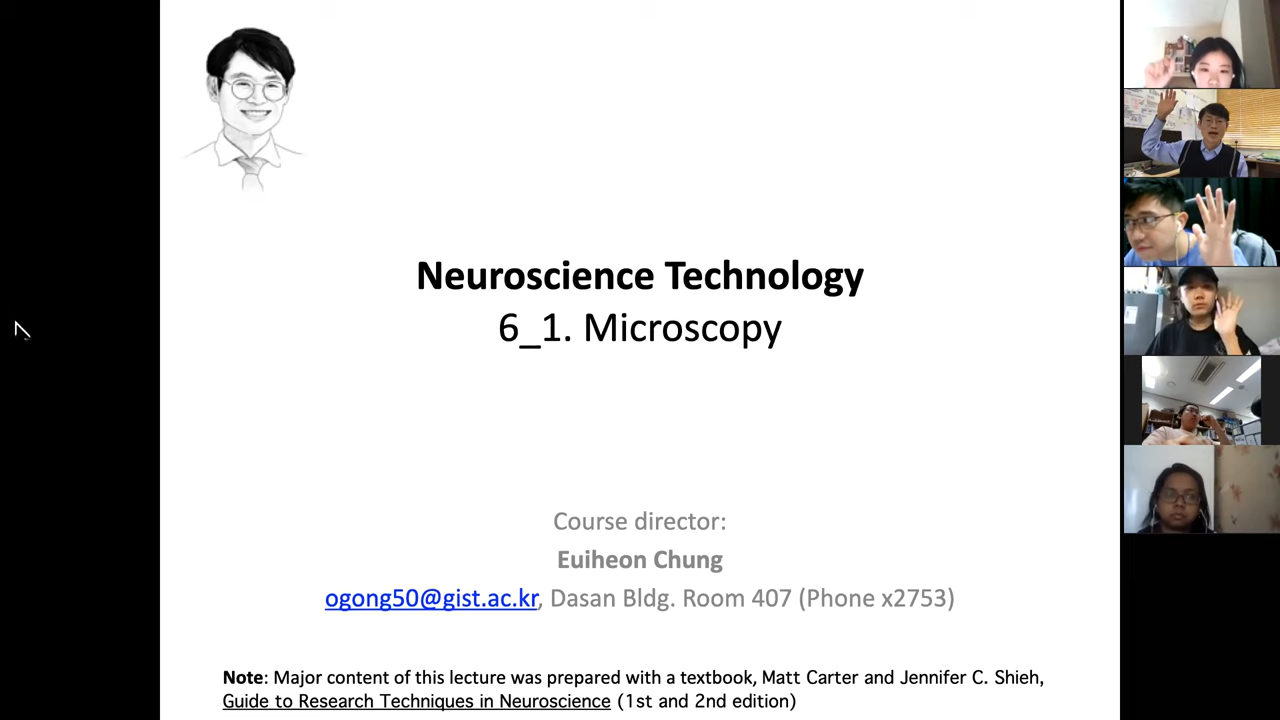 Neuroscience Technology
6_1. Microscopy
Course director:
Euiheon Chung
ogong50@gist.ac.kr, Dasan Bldg. Room 407 (Phone x2753)
Note: Major content of this lecture was prepared with a textbook, Matt Carter and Jennifer C. Shieh,
Guide to Research Techniques in Neuroscience (1st and 2nd edition)